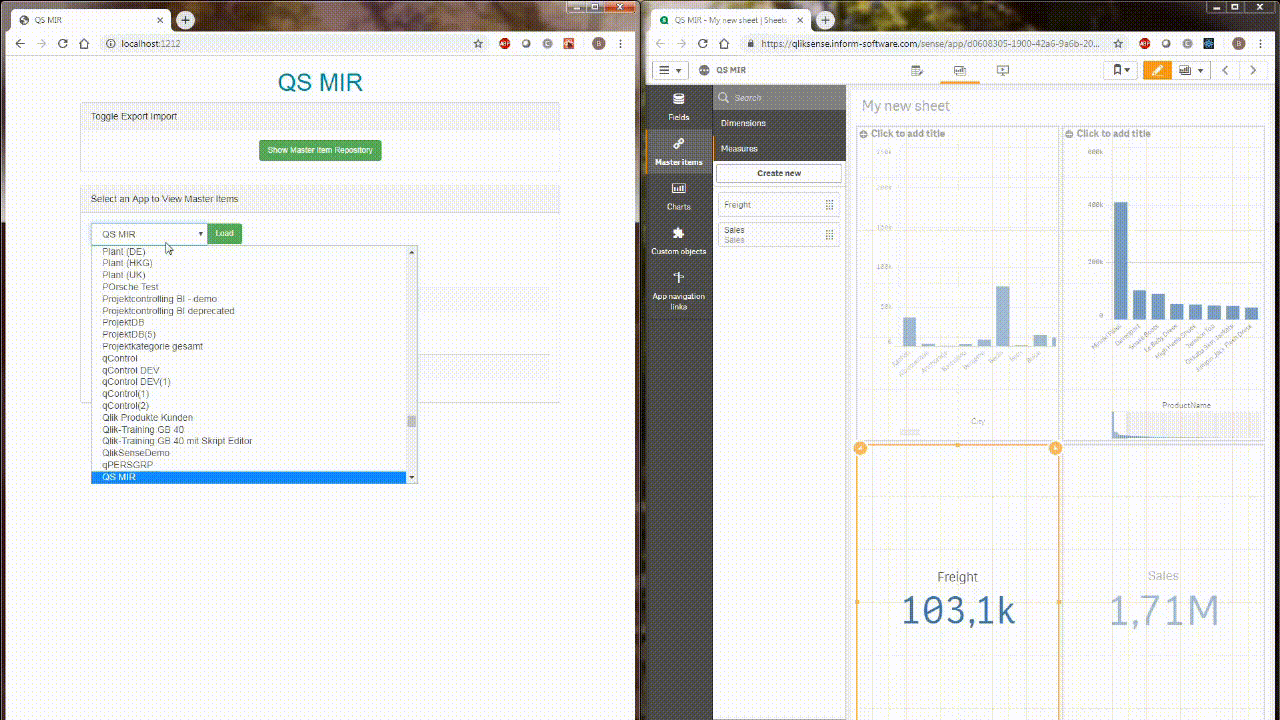 QS MIR
localhost:1212
QS MIR
Toggle Export Import
Show Master Item Repository
Select an App to View Master Items
QS MIR
Load
Plant (DE)
Plant (HKG)
Plant (UK)
POrsche Test
Projektcontrolling BI - demo
Projektcontrolling BI deprecated
ProjektDB
ProjektDB(5)
Projektkategorie gesamt
qControl
qControl DEV
qControl DEV(1)
qControl(1)
qControl(2)
Qlik Produkte Kunden
Qlik-Training GB 40
Qlik-Training GB 40 mit Skript Editor
QlikSenseDemo
qPERSGRP
QS MIR
QS MIR - My new sheet | Sheets
https://qliksense.inform-software.com/sense/app/d0608305-1900-42a6-9a6b-20...
QS MIR
Fields
Master items
Charts
Custom objects
App navigation
links
Search
Dimensions
Measures
Create new
Freight
Sales
Sales
My new sheet
Click to add title
City
Click to add title
600k
400k
200k
0
ProductName
Freight
103,1k
Sales
1,71M